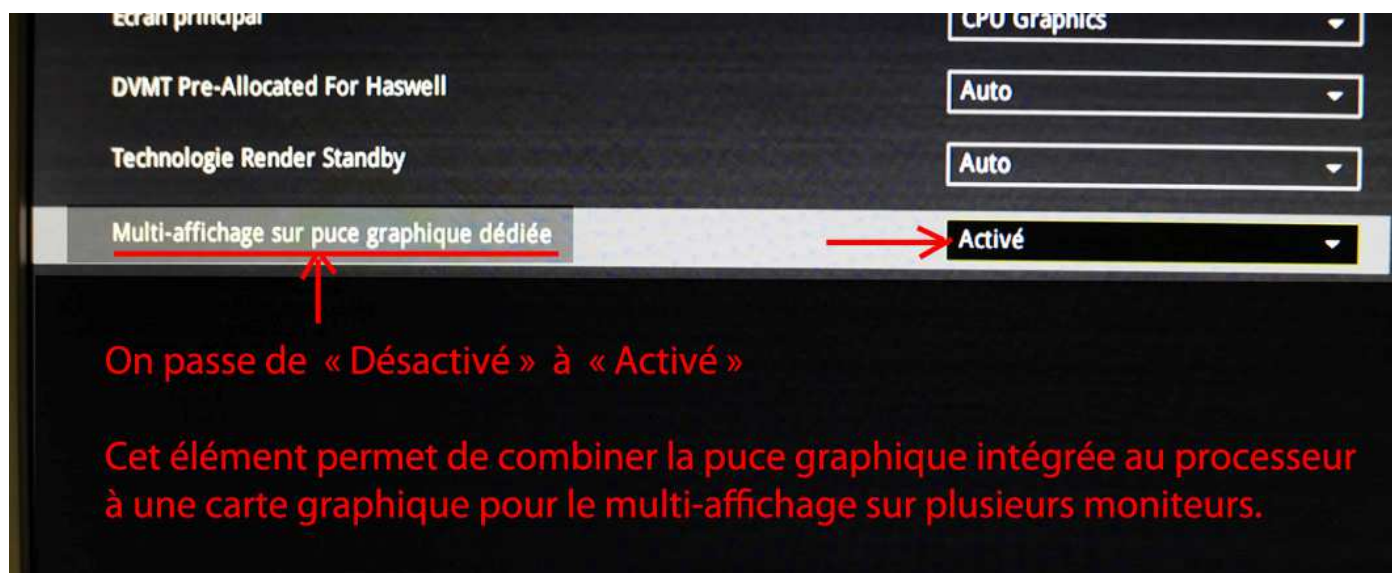 Écran principal
CPU Graphics
DVMT Pre-Allocated For Haswell
Auto
Technologie Render Standby
Auto
Multi-affichage sur puce graphique dédiée
Activé
On passe de « Désactivé » à « Activé »
Cet élément permet de combiner la puce graphique intégrée au processeur
à une carte graphique pour le multi-affichage sur plusieurs moniteurs.